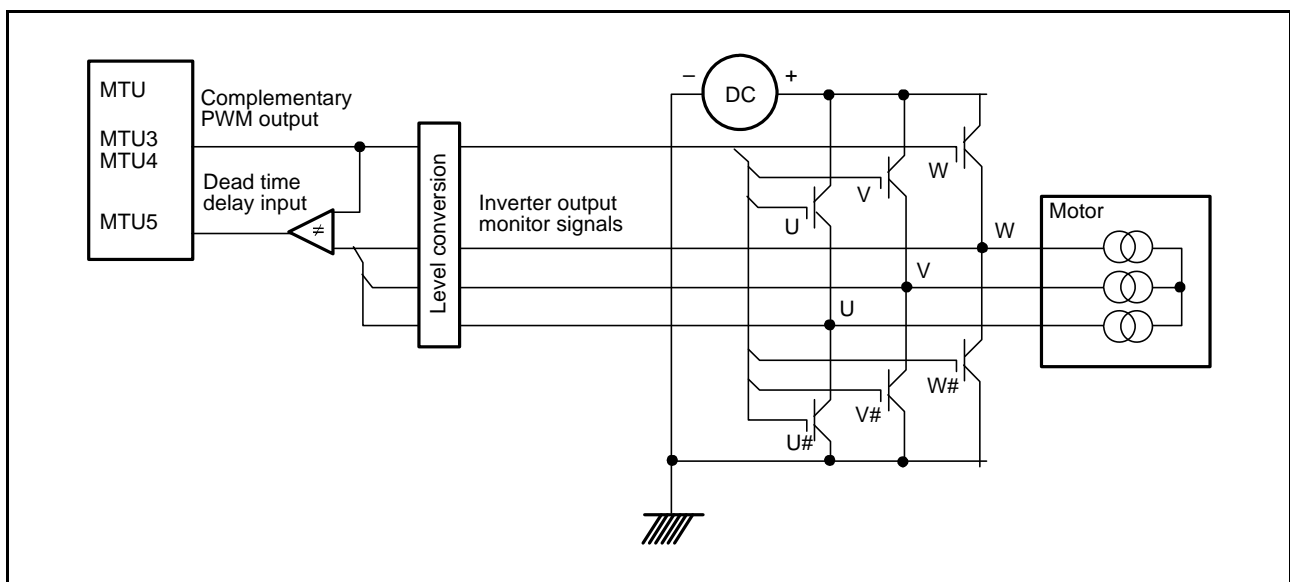 MTU
MTU3
MTU4
MTU5
Complementary
PWM output
Dead time
delay input
≠
Level conversion
Inverter output
monitor signals
–
DC
+
W
V
U
W
V
U
W#
V#
U#
Motor